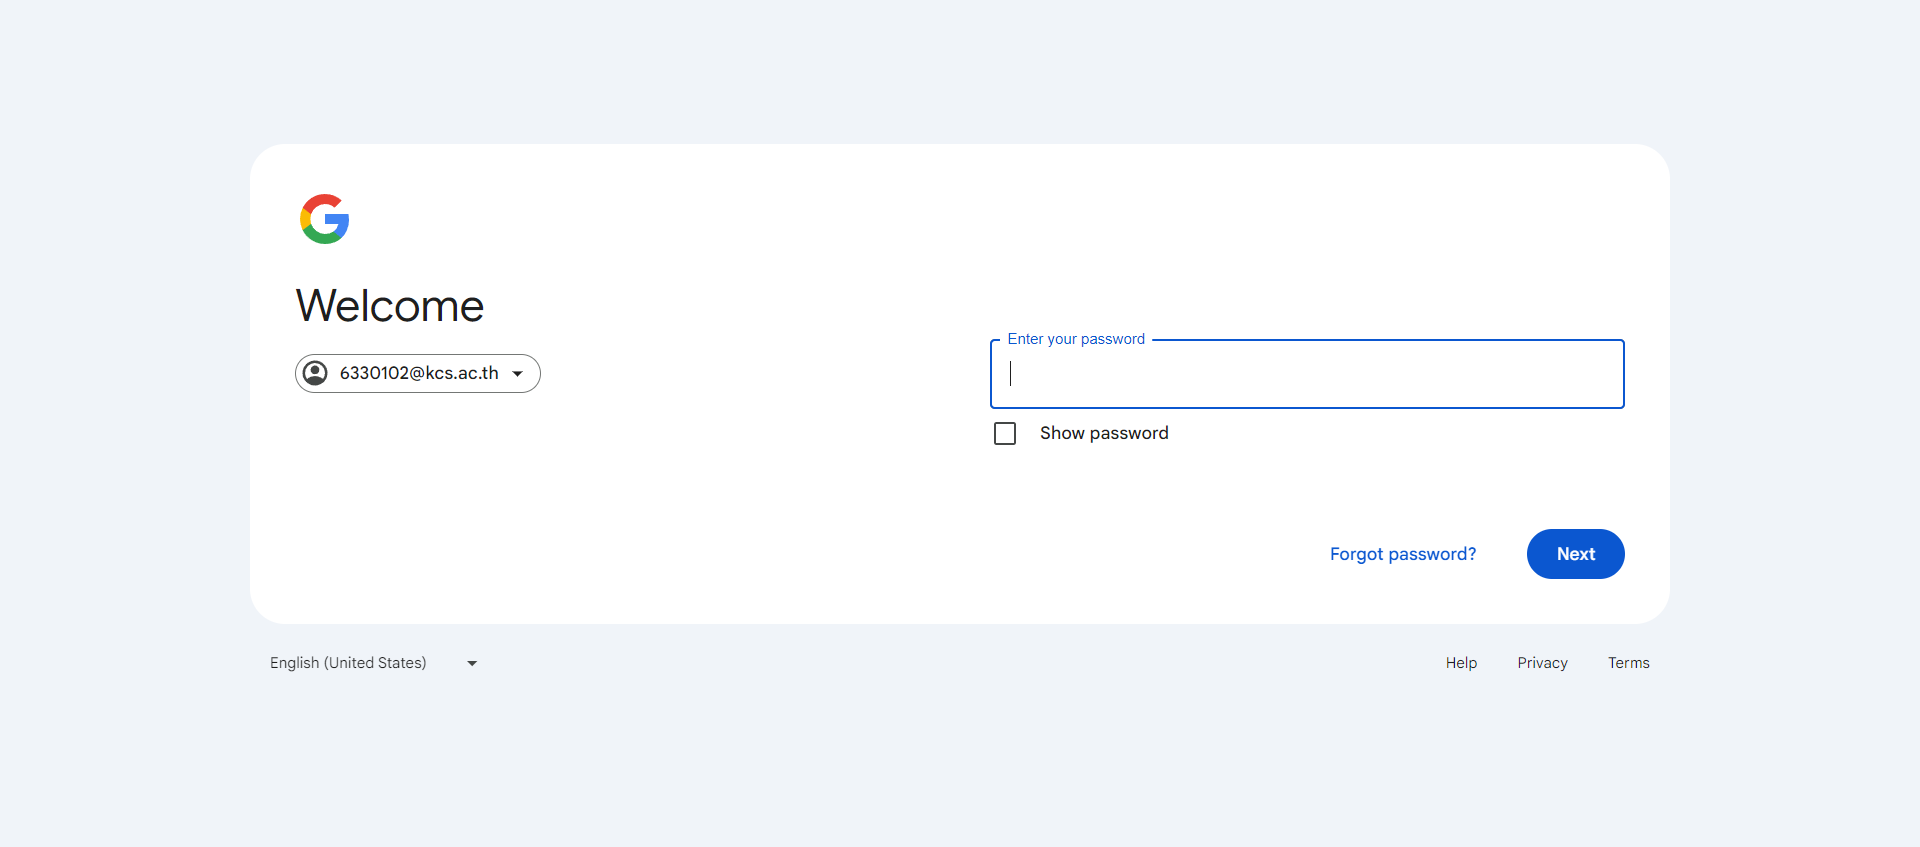 Welcome
6330102@kcs.ac.th
Enter your password
Show password
Forgot password?
Next
English (United States)
Help
Privacy
Terms